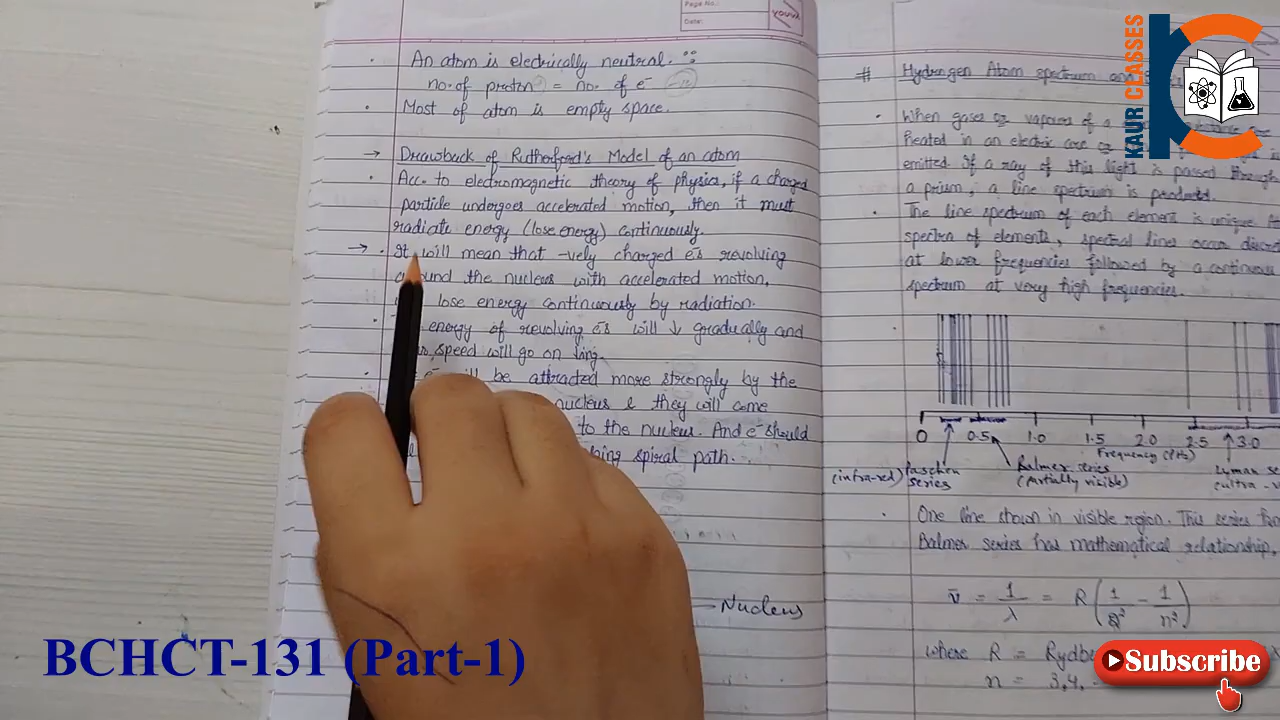 Page No.:
Date:
YOUVA
An atom is electrically neutral. ∵
no. of proton = no. of e-
Most of atom is empty space.
→ Drawback of Rutherford's Model of an atom
Acc. to electromagnetic theory of physics, if a charged
particle undergoes accelerated motion, then it must
radiate energy (lose energy) continuously.
→ . It will mean that -vely charged e-s revolving
around the nucleus with accelerated motion,
lose energy continuously by radiation.
energy of revolving e-s will ↓ gradually and
speed will go on ↓ing.
will be attracted more strongly by the
nucleus & they will come
to the nucleus. And e- should
spiral path.
Nucleus
# Hydrogen Atom spectrum and
When gases or vapours of a
heated in an electric arc or
emitted. If a ray of this light is passed through
a prism, a line spectrum is produced.
The line spectrum of each element is unique
spectra of elements, spectral lines occur
at lower frequencies followed by a continuous
spectrum at very high frequencies.
0 0.5 1.0 1.5 2.0 2.5 3.0
Frequency (PHz)
(infra-red) Paschen series
Balmer series (partially visible)
Lyman
One line shown in visible region. This series
Balmer series has mathematical relationship,
ν̄ = 1/λ = R(1/2² - 1/n²)
where R =
n = 3,4,
KAUR CLASSES
BCHCT-131 (Part-1)
Subscribe